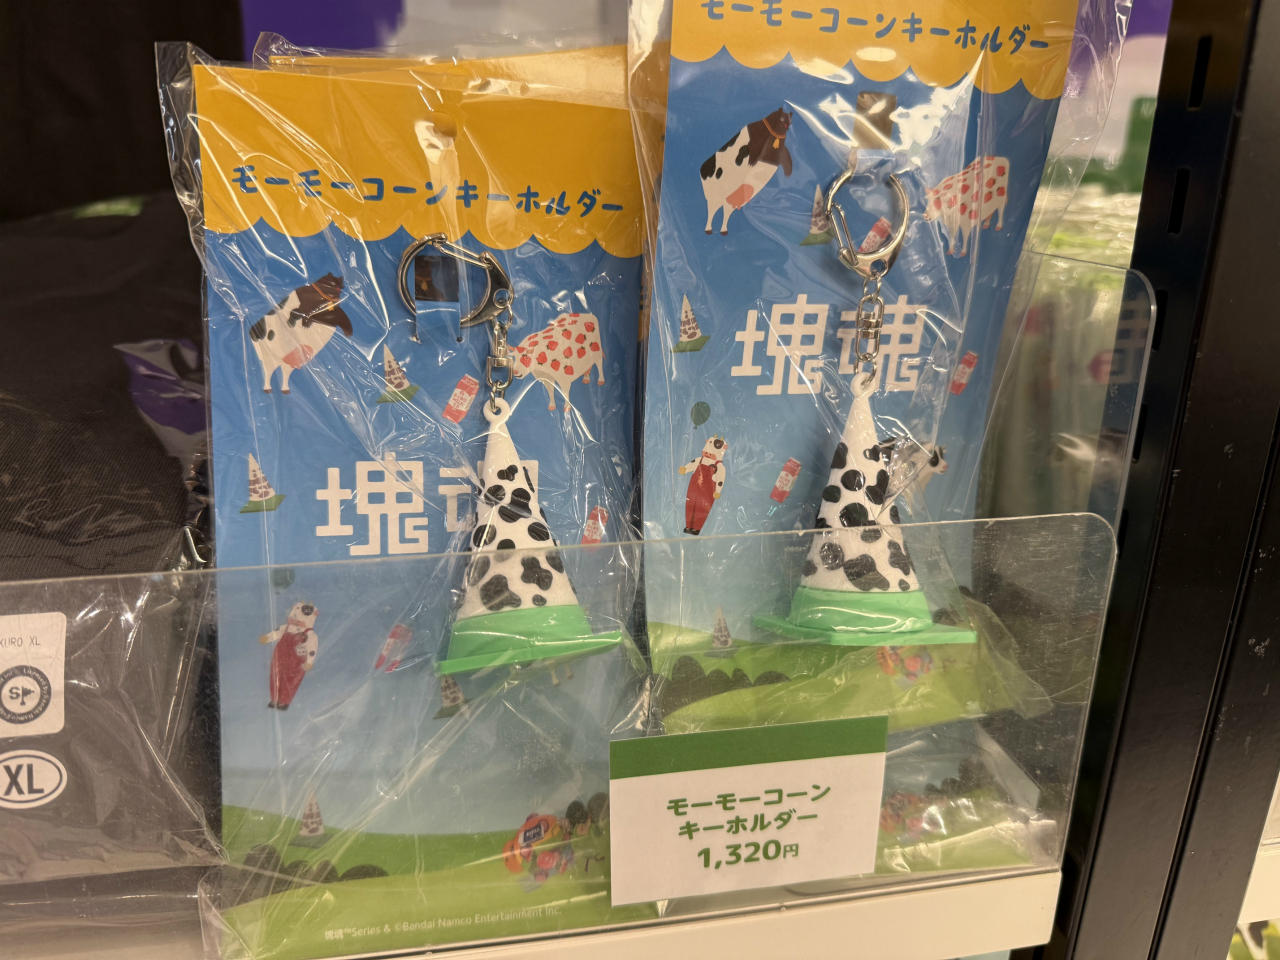 モーモーコーンキーホルダー
塊魂
塊魂™Series & ©Bandai Namco Entertainment Inc.
モーモーコーンキーホルダー
塊魂
モーモーコーン
キーホルダー
1,320円
KURO XL
XL